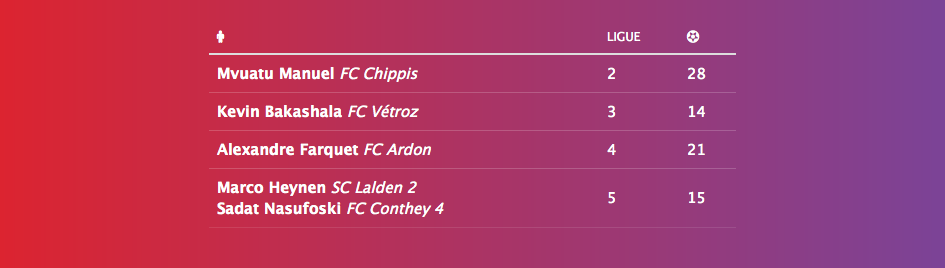 LIGUE
Mvuatu Manuel FC Chippis 2 28
Kevin Bakashala FC Vétroz 3 14
Alexandre Farquet FC Ardon 4 21
Marco Heynen SC Lalden 2
Sadat Nasufoski FC Conthey 4
5 15